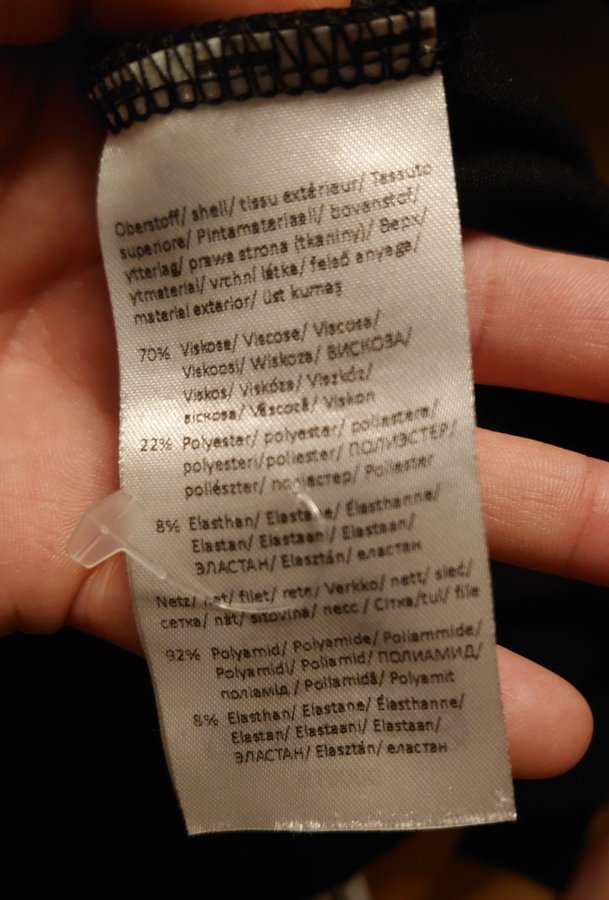 Oberstoff/ shell/ tissu extérieur/ Tessuto
superiore/ Pintamateriaali/ bovenstof/
ytterlag/ prawa strona (tkaniny)/ Верх/
ytmaterial/ vrchní látka/ felső anyaga/
material exterior/ üst kumaş
70% Viskose/ Viscose/ Viscosa/
Viskoosi/ Wiskoza/ ВИСКОЗА/
Viskos/ Viskóza/ Viszkóz/
віскоза/ Vâscoză/ Viskon
22% Polyester/ polyester/ poliestere/
polyesteri/poliester/ ПОЛИЭСТЕР/
poliészter/ поліестер/ Poliester
8% Elasthan/ Elastane/ Élasthanne/
Elastan/ Elastaani/ Elastaan/
ЭЛАСТАН/ Elasztán/ еластан
Netz/ net/ filet/ rete/ Verkko/ nett/ sieć/
сетка/ nät/ síťovina/ necc/ Сітка/tul/ file
92% Polyamid/ Polyamide/ Poliammide/
Polyamidi/ Poliamid/ ПОЛИАМИД/
поліамід/ Poliamidă/ Polyamit
8% Elasthan/ Elastane/ Élasthanne/
Elastan/ Elastaani/ Elastaan/
ЭЛАСТАН/ Elasztán/ еластан